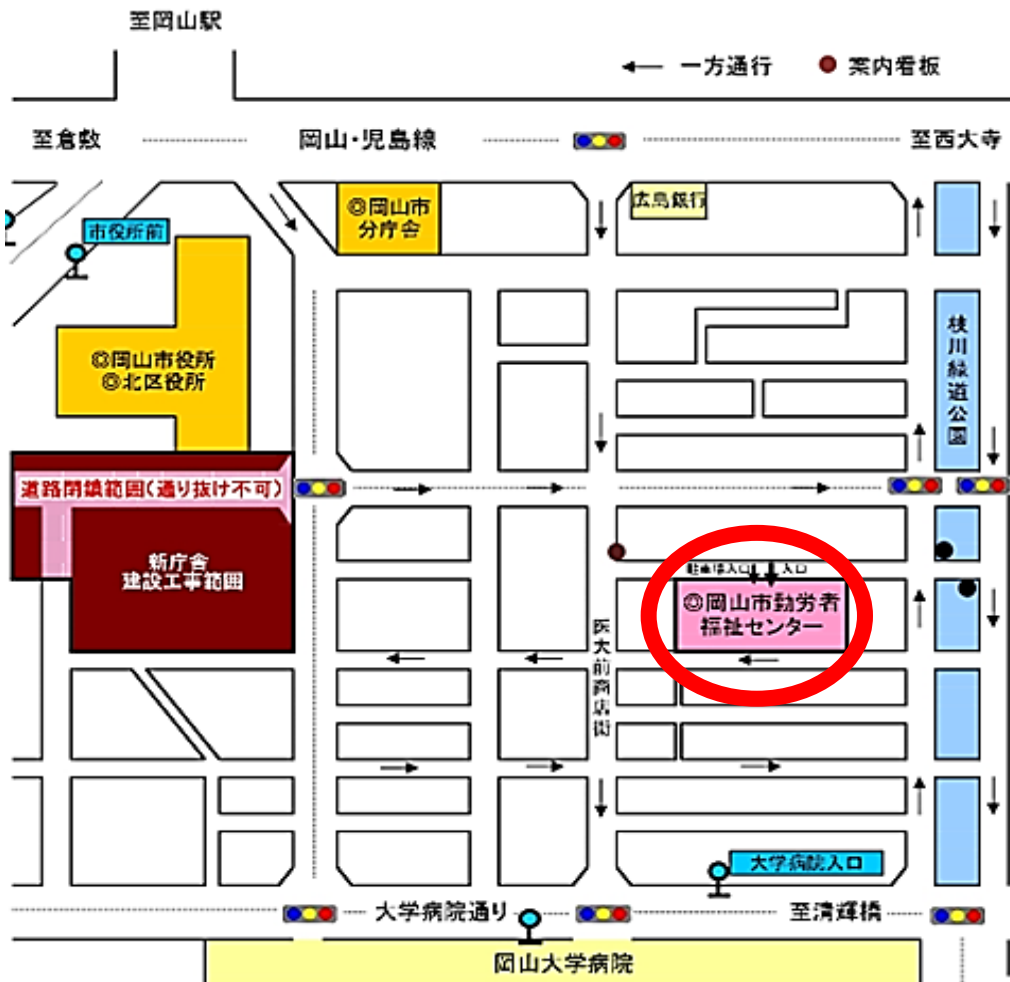 至岡山駅
一方通行
案内看板
至倉敷
岡山・児島線
至西大寺
市役所前
◎岡山市
分庁舎
広島銀行
◎岡山市役所
◎北区役所
枝川緑道公園
道路閉鎖範囲(通り抜け不可)
新庁舎
建設工事範囲
駐車場入口
入口
◎岡山市勤労者
福祉センター
医大前商店街
大学病院入口
大学病院通り
至清輝橋
岡山大学病院